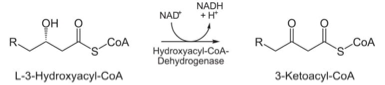 NADH
NAD⁺ + H⁺
OH O
R CoA
S
Hydroxyacyl-CoA-
Dehydrogenase
L-3-Hydroxyacyl-CoA
O O
R CoA
S
3-Ketoacyl-CoA